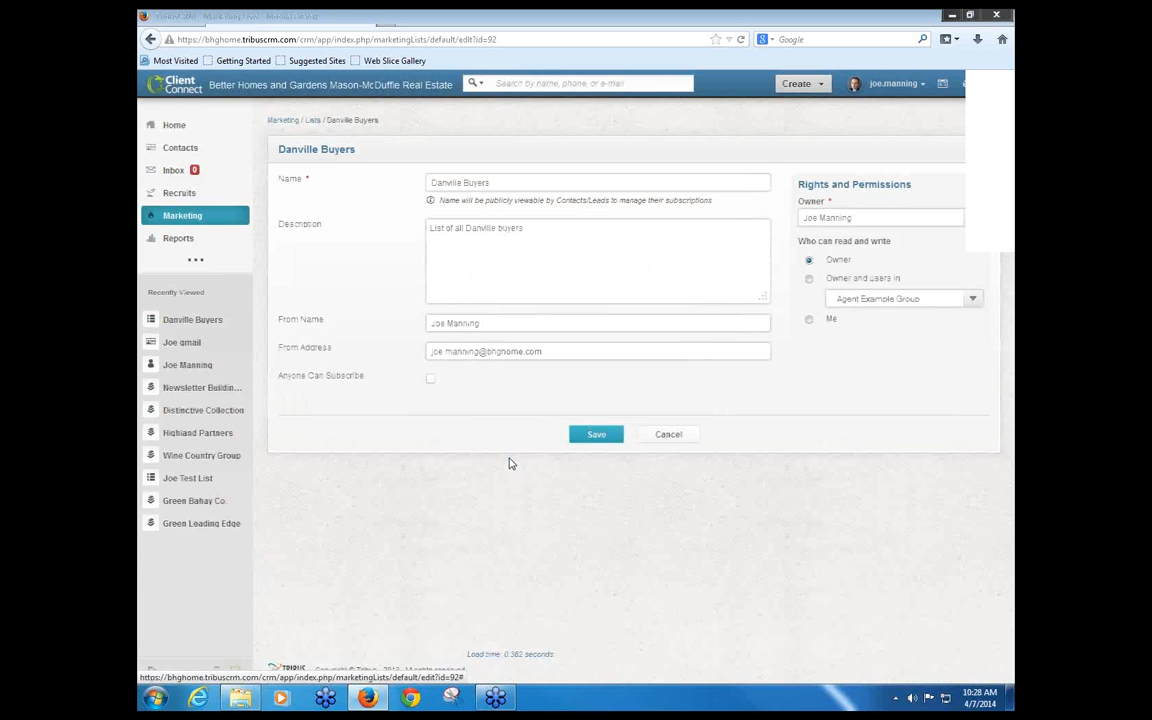 https://bhghome.tribuscrm.com/crm/app/index.php/marketingLists/default/edit?id=92
Google
Most Visited Getting Started Suggested Sites Web Slice Gallery
Client Connect Better Homes and Gardens Mason-McDuffie Real Estate Search by name, phone, or e-mail Create joe.manning
Home
Contacts
Inbox 0
Recruits
Marketing
Reports
Recently Viewed
Danville Buyers
Joe gmail
Joe Manning
Newsletter Buildin...
Distinctive Collection
Highland Partners
Wine Country Group
Joe Test List
Green Bahay Co.
Green Leading Edge
Marketing / Lists / Danville Buyers
Danville Buyers
Name * Danville Buyers
Name will be publicly viewable by Contacts/Leads to manage their subscriptions
Description List of all Danville buyers
From Name Joe Manning
From Address joe.manning@bhghome.com
Anyone Can Subscribe
Save Cancel
Rights and Permissions
Owner *
Joe Manning
Who can read and write
Owner
Owner and users in
Agent Example Group
Me
Load time: 0.382 seconds
TRIBUS
https://bhghome.tribuscrm.com/crm/app/index.php/marketingLists/default/edit?id=92#
10:28 AM
4/7/2014